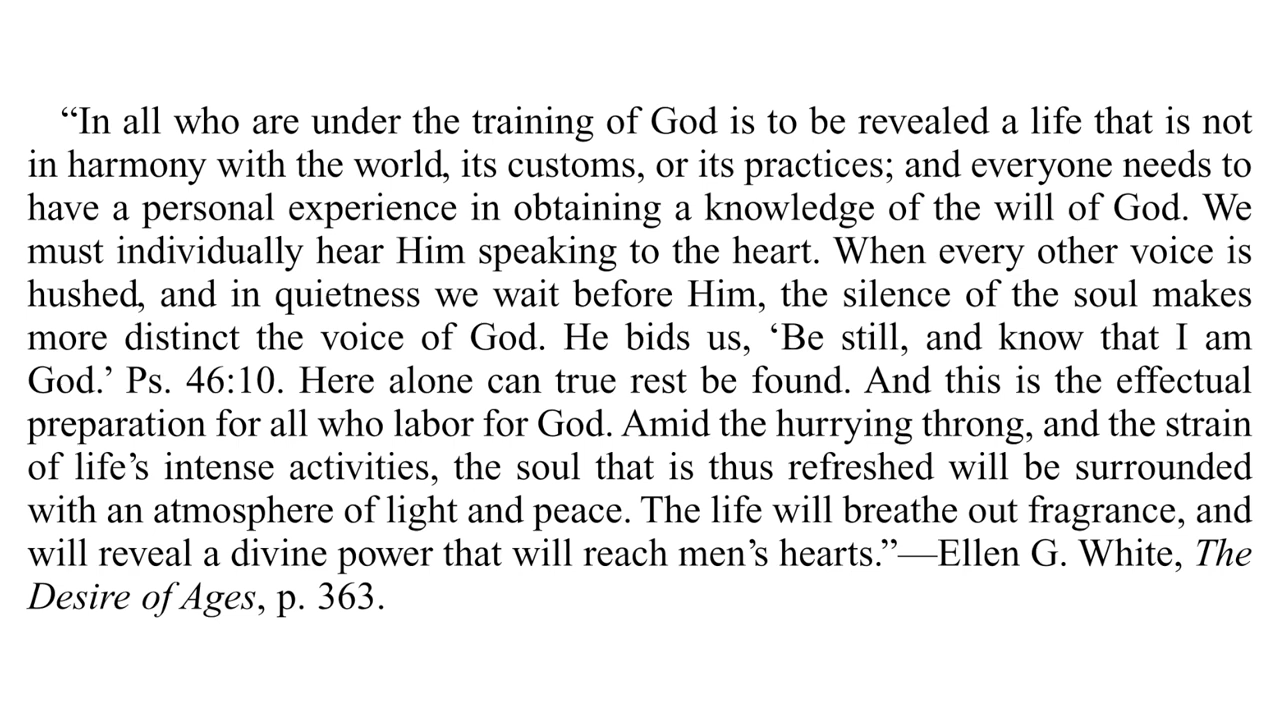 “In all who are under the training of God is to be revealed a life that is not
in harmony with the world, its customs, or its practices; and everyone needs to
have a personal experience in obtaining a knowledge of the will of God. We
must individually hear Him speaking to the heart. When every other voice is
hushed, and in quietness we wait before Him, the silence of the soul makes
more distinct the voice of God. He bids us, ‘Be still, and know that I am
God.’ Ps. 46:10. Here alone can true rest be found. And this is the effectual
preparation for all who labor for God. Amid the hurrying throng, and the strain
of life’s intense activities, the soul that is thus refreshed will be surrounded
with an atmosphere of light and peace. The life will breathe out fragrance, and
will reveal a divine power that will reach men’s hearts.”—Ellen G. White, The
Desire of Ages, p. 363.